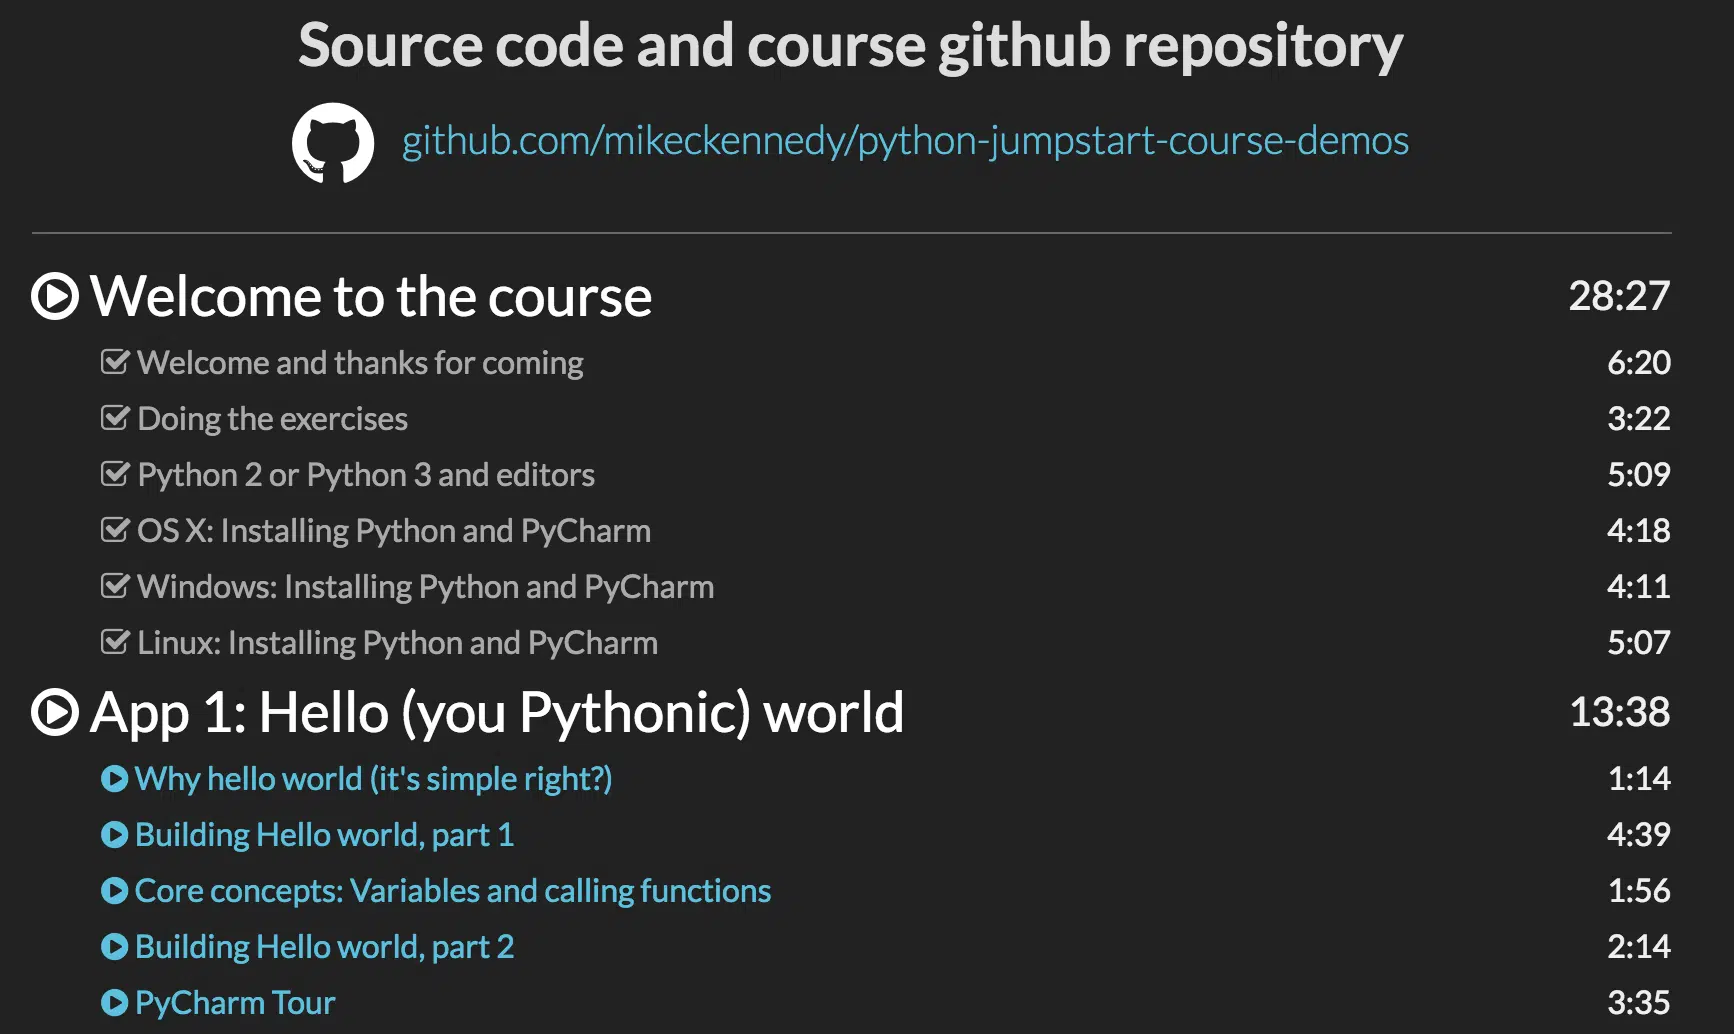 Source code and course github repository
github.com/mikeckennedy/python-jumpstart-course-demos
Welcome to the course 28:27
Welcome and thanks for coming 6:20
Doing the exercises 3:22
Python 2 or Python 3 and editors 5:09
OS X: Installing Python and PyCharm 4:18
Windows: Installing Python and PyCharm 4:11
Linux: Installing Python and PyCharm 5:07
App 1: Hello (you Pythonic) world 13:38
Why hello world (it's simple right?) 1:14
Building Hello world, part 1 4:39
Core concepts: Variables and calling functions 1:56
Building Hello world, part 2 2:14
PyCharm Tour 3:35